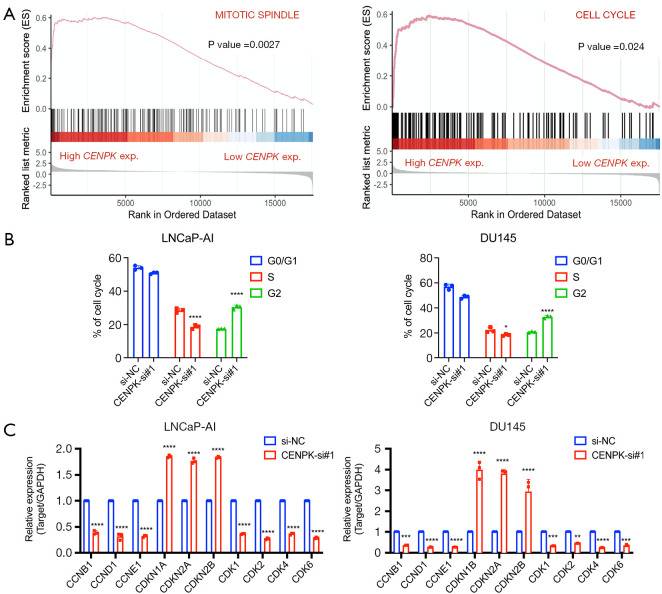 A
MITOTIC SPINDLE
P value =0.0027
Enrichment score (ES)
0.6
0.4
0.2
0.0
Ranked list metric
5.0
2.5
0.0
-2.5
High CENPK exp.
Low CENPK exp.
5000
10000
15000
Rank in Ordered Dataset
CELL CYCLE
P value =0.024
Enrichment score (ES)
0.6
0.4
0.2
0.0
Ranked list metric
5.0
2.5
0.0
-2.5
High CENPK exp.
Low CENPK exp.
5000
10000
15000
Rank in Ordered Dataset
B
LNCaP-AI
% of cell cycle
60
40
20
0
****
****
G0/G1
S
G2
si-NC
CENPK-si#1
si-NC
CENPK-si#1
si-NC
CENPK-si#1
DU145
% of cell cycle
80
60
40
20
0
*
****
G0/G1
S
G2
si-NC
CENPK-si#1
si-NC
CENPK-si#1
si-NC
CENPK-si#1
C
LNCaP-AI
Relative expression
(Target/GAPDH)
2.0
1.5
1.0
0.5
0.0
**** **** **** **** **** **** **** **** **** ****
si-NC
CENPK-si#1
CCNB1
CCND1
CCNE1
CDKN1A
CDKN2A
CDKN2B
CDK1
CDK2
CDK4
CDK6
DU145
Relative expression
(Target/GAPDH)
5
4
3
2
1
0
*** **** **** **** **** **** *** ** **** ***
si-NC
CENPK-si#1
CCNB1
CCND1
CCNE1
CDKN1B
CDKN2A
CDKN2B
CDK1
CDK2
CDK4
CDK6